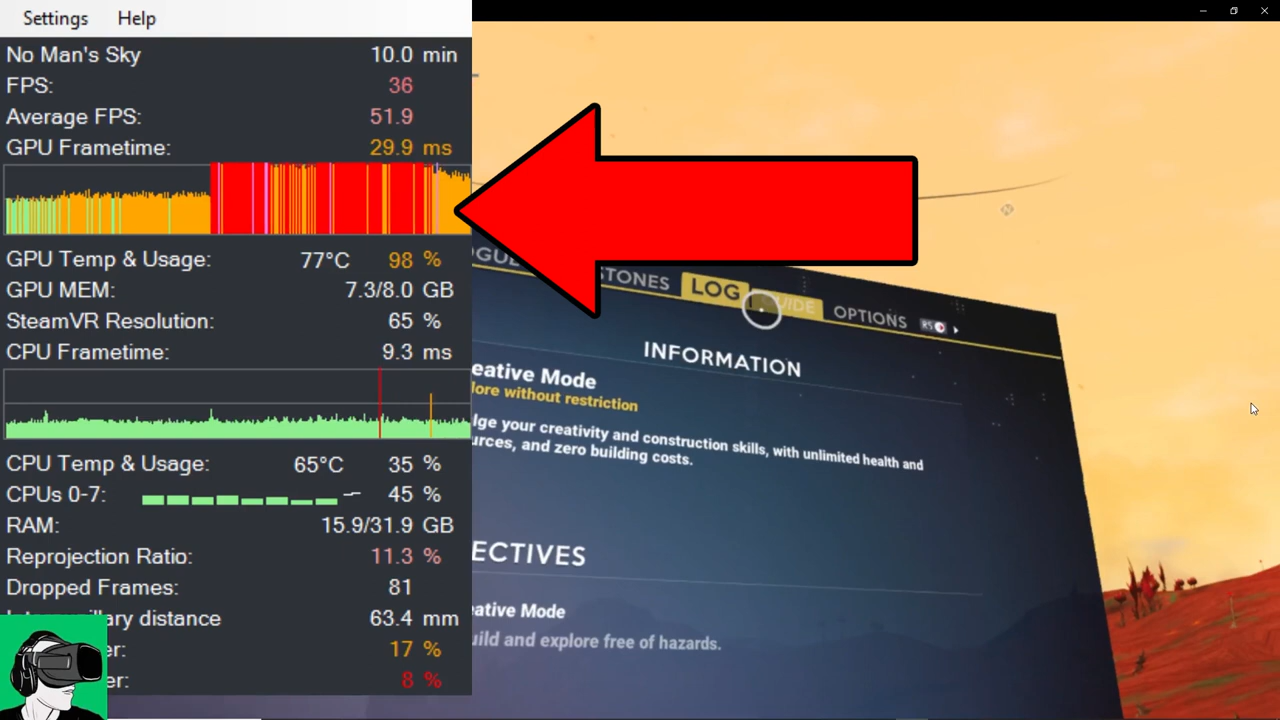 Settings Help
No Man's Sky 10.0 min
FPS: 36
Average FPS: 51.9
GPU Frametime: 29.9 ms
GPU Temp & Usage: 77°C 98 %
GPU MEM: 7.3/8.0 GB
SteamVR Resolution: 65 %
CPU Frametime: 9.3 ms
CPU Temp & Usage: 65°C 35 %
CPUs 0-7: 45 %
RAM: 15.9/31.9 GB
Reprojection Ratio: 11.3 %
Dropped Frames: 81
distance 63.4 mm
er: 17 %
er: 8 %
OGUE STONES LOG GUIDE OPTIONS RS
INFORMATION
eative Mode
lore without restriction
lge your creativity and construction skills, with unlimited health and
urces, and zero building costs.
ECTIVES
eative Mode
uild and explore free of hazards.